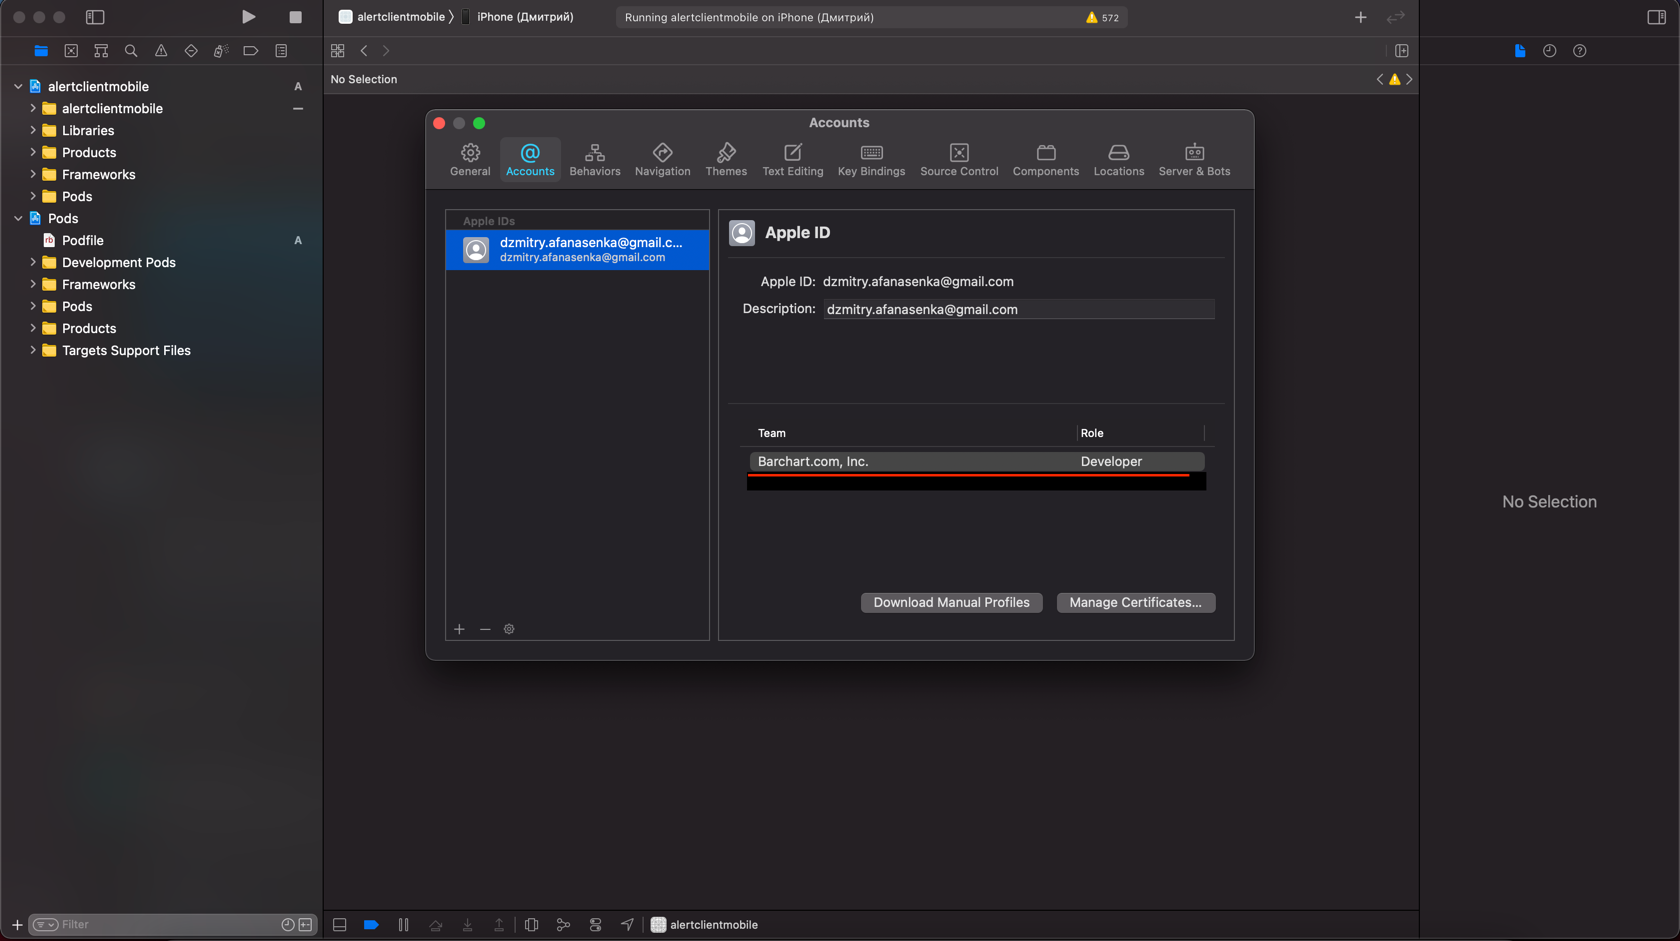 alertclientmobile
iPhone (Дмитрий)
Running alertclientmobile on iPhone (Дмитрий)
572
No Selection
alertclientmobile
A
alertclientmobile
Libraries
Products
Frameworks
Pods
Pods
Podfile
A
Development Pods
Frameworks
Pods
Products
Targets Support Files
Accounts
General
Accounts
Behaviors
Navigation
Themes
Text Editing
Key Bindings
Source Control
Components
Locations
Server & Bots
Apple IDs
dzmitry.afanasenka@gmail.c...
dzmitry.afanasenka@gmail.com
Apple ID
Apple ID: dzmitry.afanasenka@gmail.com
Description: dzmitry.afanasenka@gmail.com
Team Role
Barchart.com, Inc. Developer
Download Manual Profiles
Manage Certificates...
No Selection
Filter
alertclientmobile